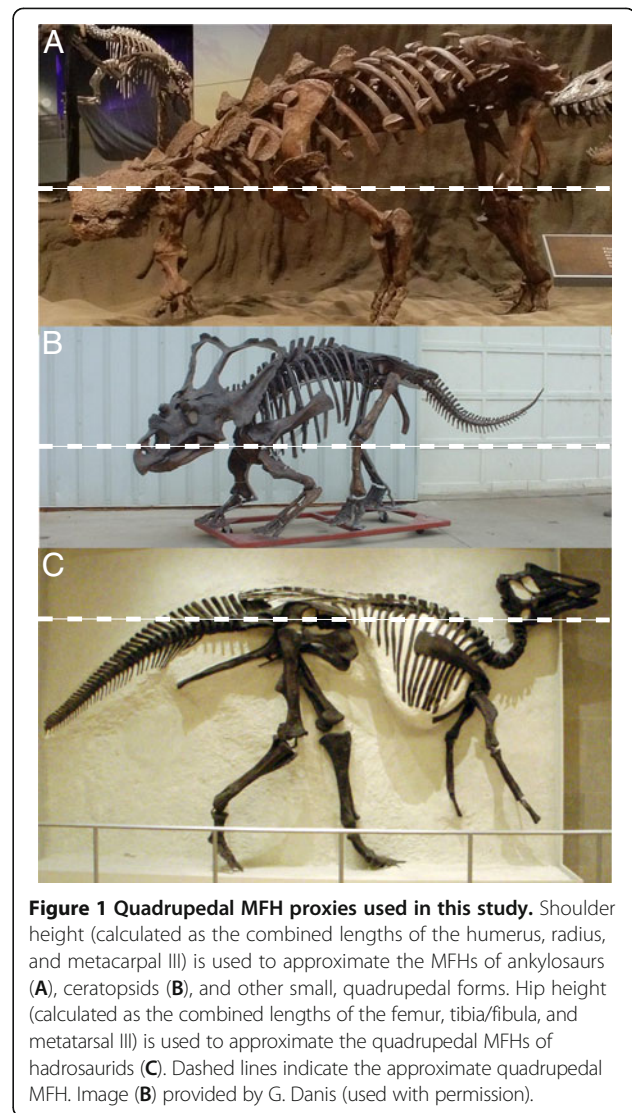 A
B
C
Figure 1 Quadrupedal MFH proxies used in this study. Shoulder
height (calculated as the combined lengths of the humerus, radius,
and metacarpal III) is used to approximate the MFHs of ankylosaurs
(A), ceratopsids (B), and other small, quadrupedal forms. Hip height
(calculated as the combined lengths of the femur, tibia/fibula, and
metatarsal III) is used to approximate the quadrupedal MFHs of
hadrosaurids (C). Dashed lines indicate the approximate quadrupedal
MFH. Image (B) provided by G. Danis (used with permission).